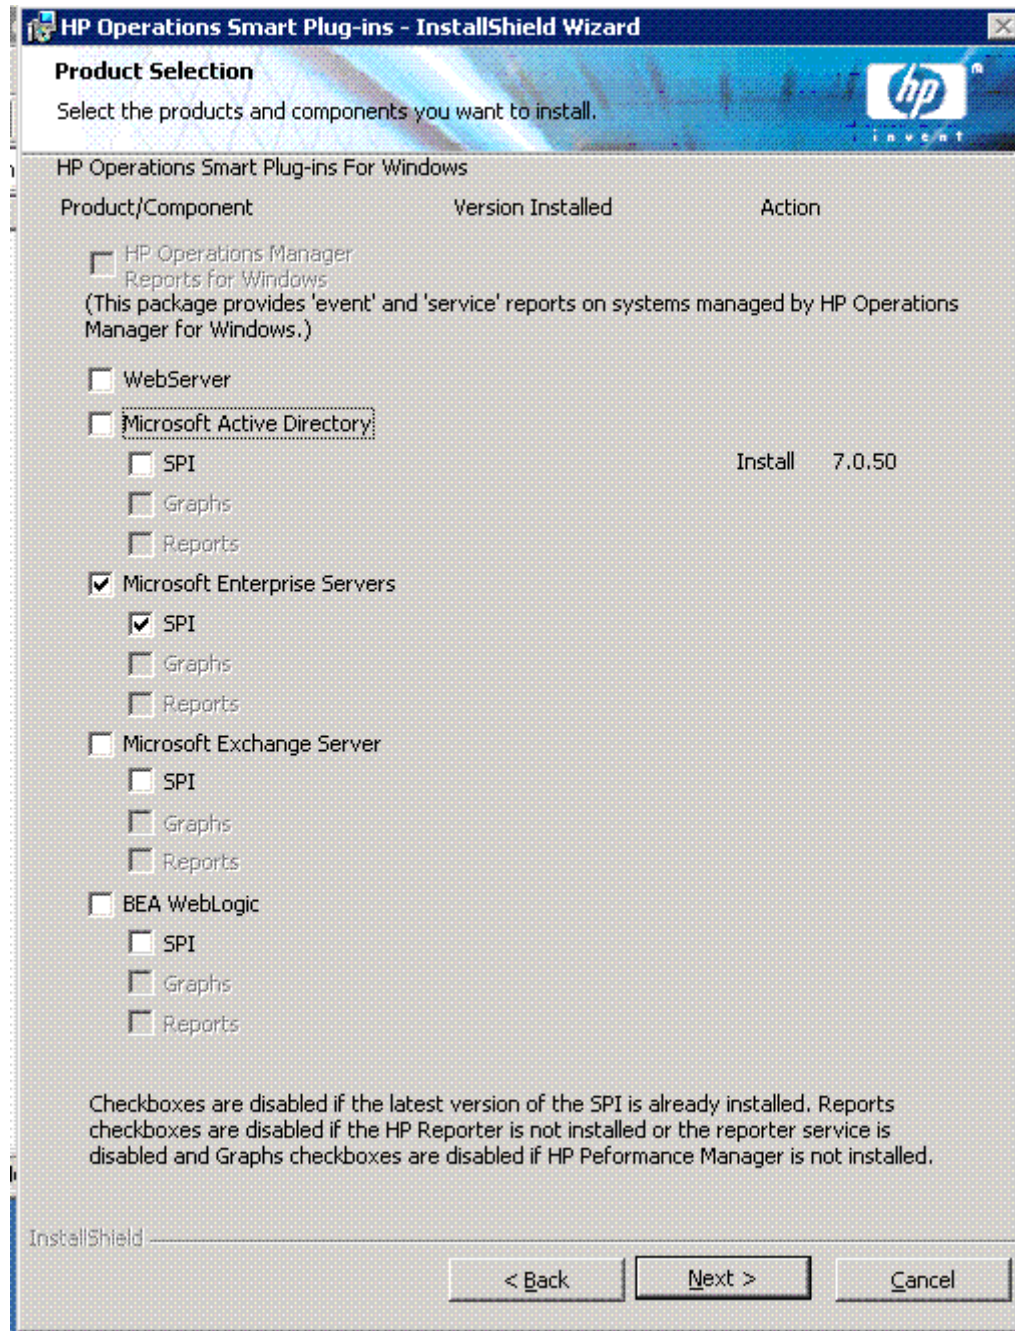 HP Operations Smart Plug-ins - InstallShield Wizard
Product Selection
Select the products and components you want to install.
hp
invent
HP Operations Smart Plug-ins For Windows
Product/Component Version Installed Action
HP Operations Manager
Reports for Windows
(This package provides 'event' and 'service' reports on systems managed by HP Operations
Manager for Windows.)
WebServer
Microsoft Active Directory
SPI Install 7.0.50
Graphs
Reports
Microsoft Enterprise Servers
SPI
Graphs
Reports
Microsoft Exchange Server
SPI
Graphs
Reports
BEA WebLogic
SPI
Graphs
Reports
Checkboxes are disabled if the latest version of the SPI is already installed. Reports
checkboxes are disabled if the HP Reporter is not installed or the reporter service is
disabled and Graphs checkboxes are disabled if HP Peformance Manager is not installed.
InstallShield
< Back Next > Cancel